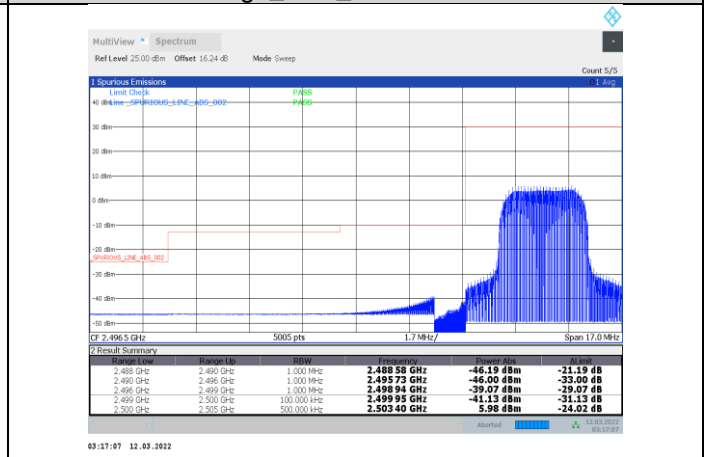 MultiView Spectrum
Ref Level 25.00 dBm Offset 16.24 dB Mode Sweep
Count 5/5
1 Spurious Emissions 1 Avg
Limit Check PASS
40 dBm Line _SPURIOUS_LINE_ABS_002 PASS
30 dBm
20 dBm
10 dBm
0 dBm
-10 dBm
-20 dBm
_SPURIOUS_LINE_ABS_002
-30 dBm
-40 dBm
-50 dBm
CF 2.4965 GHz 5005 pts 1.7 MHz/ Span 17.0 MHz
2 Result Summary
Range Low Range Up RBW Frequency Power Abs ΔLimit
2.488 GHz 2.490 GHz 1.000 MHz 2.488 58 GHz -46.19 dBm -21.19 dB
2.490 GHz 2.496 GHz 1.000 MHz 2.495 73 GHz -46.00 dBm -33.00 dB
2.496 GHz 2.499 GHz 1.000 MHz 2.498 94 GHz -39.07 dBm -29.07 dB
2.499 GHz 2.500 GHz 100.000 kHz 2.499 95 GHz -41.13 dBm -31.13 dB
2.500 GHz 2.505 GHz 500.000 kHz 2.503 40 GHz 5.98 dBm -24.02 dB
Aborted 12.03.2022
03:17:07
03:17:07 12.03.2022